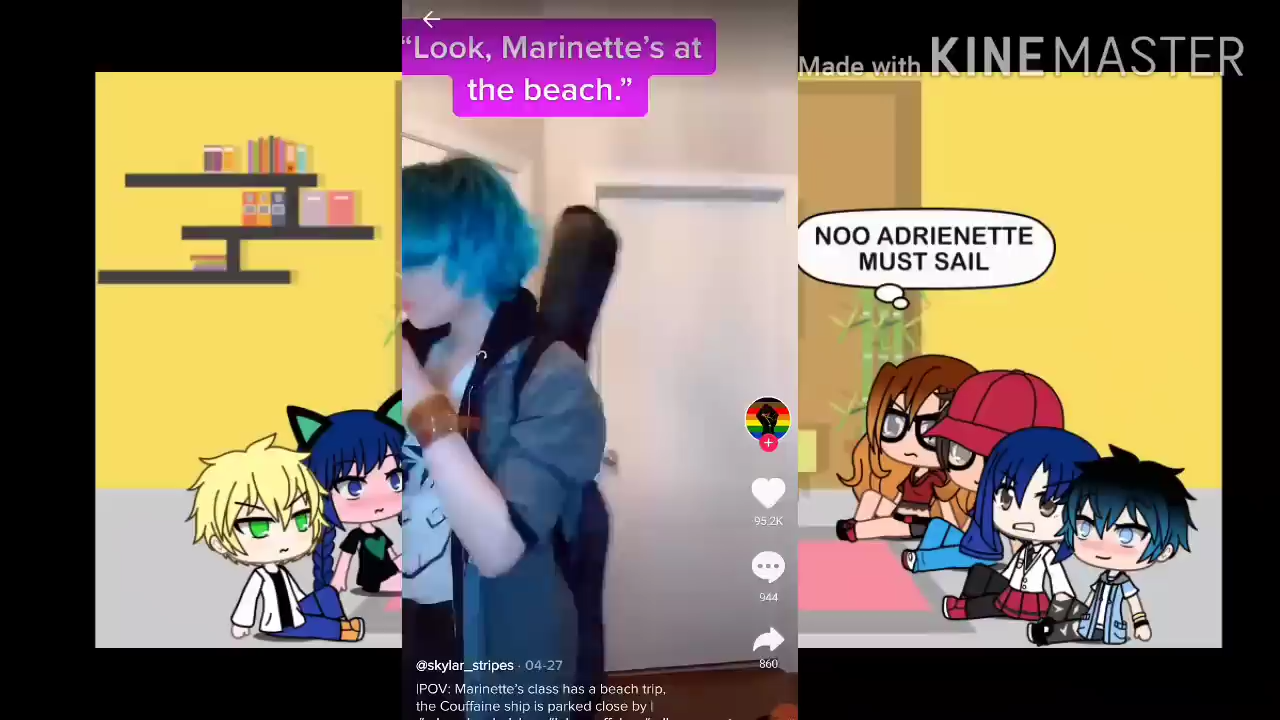 “Look, Marinette’s at
the beach.”
Made with KINEMASTER
NOO ADRIENETTE
MUST SAIL
95.2K
944
860
@skylar_stripes · 04-27
|POV: Marinette’s class has a beach trip,
the Couffaine ship is parked close by |